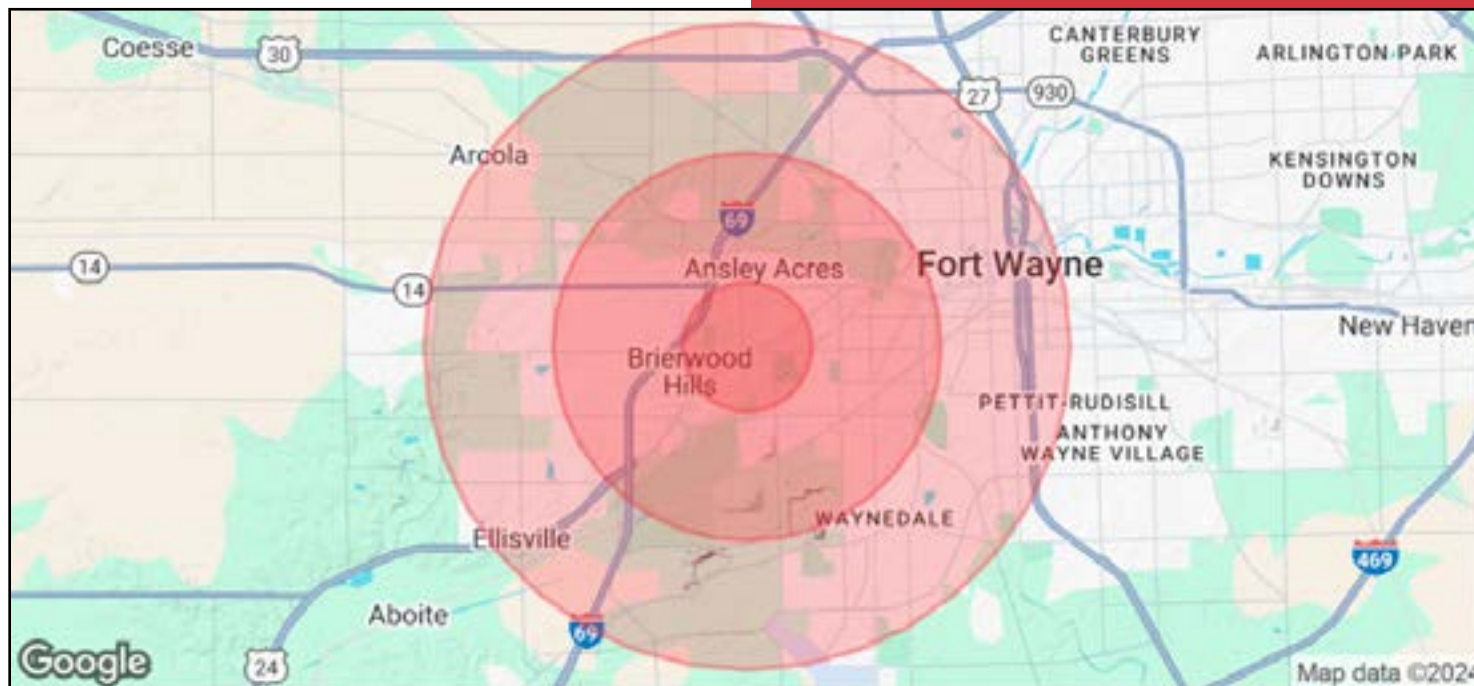 CANTERBURY
GREENS
ARLINGTON PARK
Coesse
30
27
930
Arcola
KENSINGTON
DOWNS
69
14
Ansley Acres
Fort Wayne
14
New Haven
Brierwood
Hills
PETTIT-RUDISILL
ANTHONY
WAYNE VILLAGE
WAYNEDALE
Ellisville
469
Aboite
69
24
Google
Map data ©2024